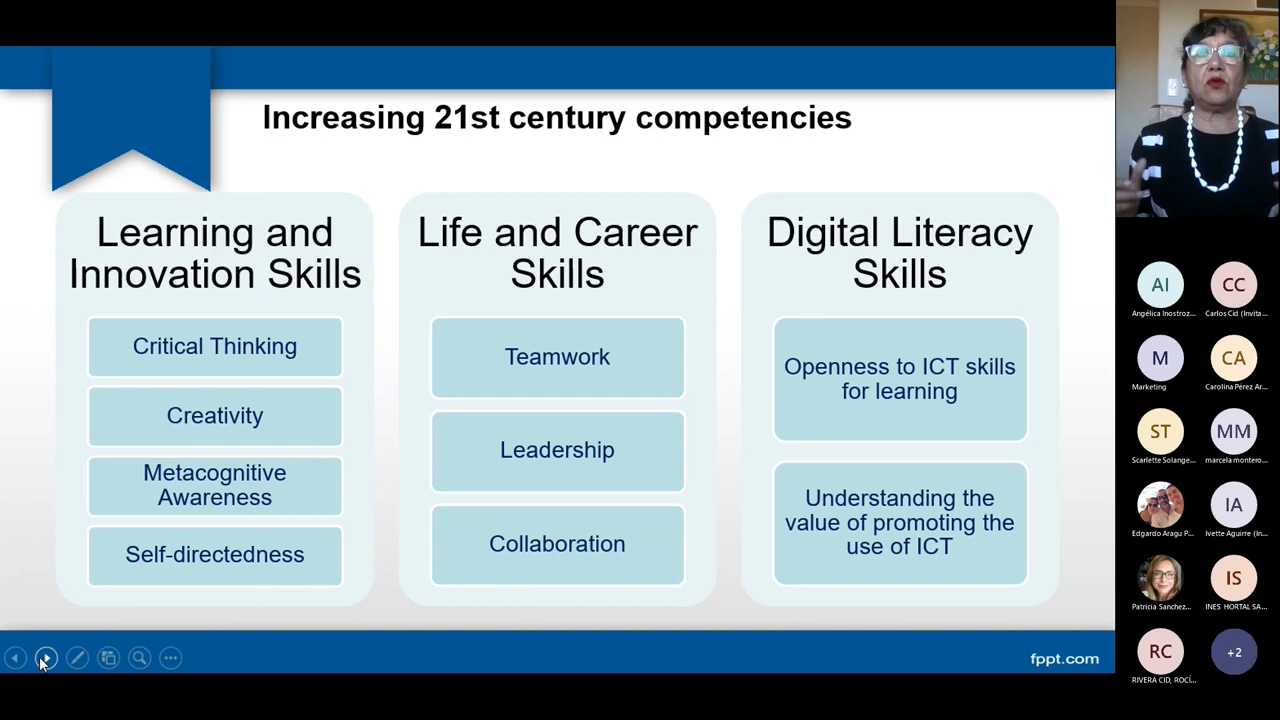 Increasing 21st century competencies
Learning and
Innovation Skills
Critical Thinking
Creativity
Metacognitive
Awareness
Self-directedness
Life and Career
Skills
Teamwork
Leadership
Collaboration
Digital Literacy
Skills
Openness to ICT skills
for learning
Understanding the
value of promoting the
use of ICT
fppt.com
AI
Angélica Inostroz...
CC
Carlos Cid (Invita...
M
Marketing
CA
Carolina Pérez Ar...
ST
Scarlette Solange...
MM
marcela montero...
Edgardo Aragu P...
IA
Ivette Aguirre (In...
Patricia Sanchez...
IS
INES HORTAL SA...
RC
RIVERA CID, ROCÍ...
+2